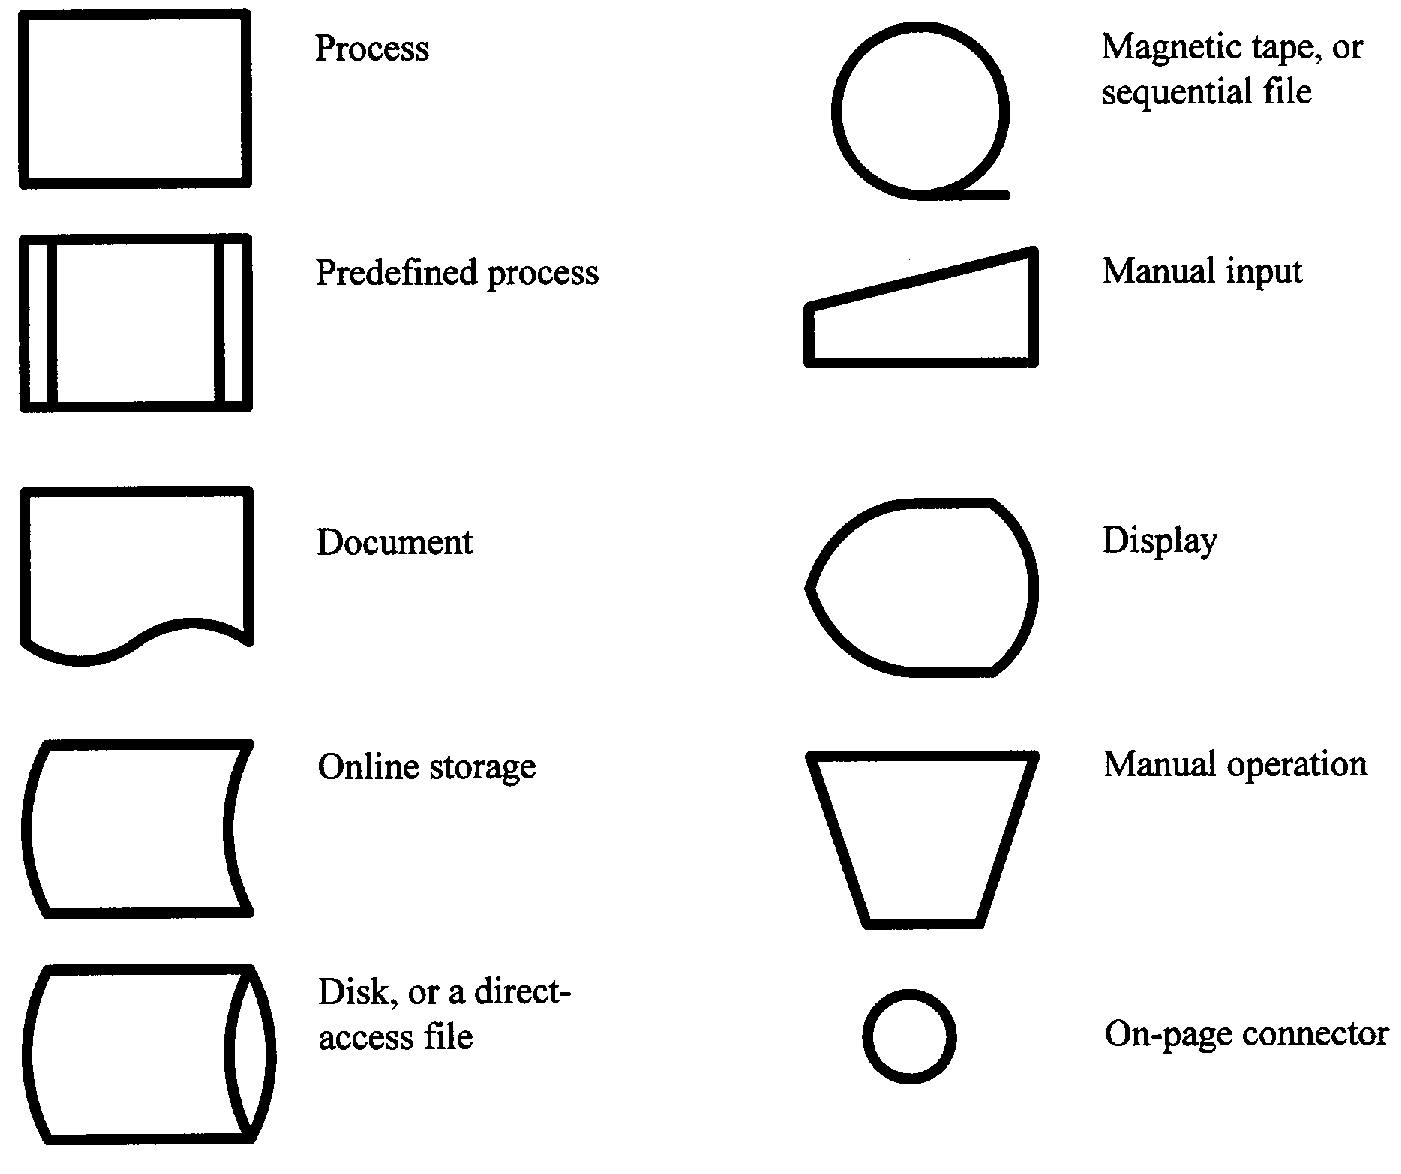 Process
Predefined process
Document
Online storage
Disk, or a direct-
access file
Magnetic tape, or
sequential file
Manual input
Display
Manual operation
On-page connector